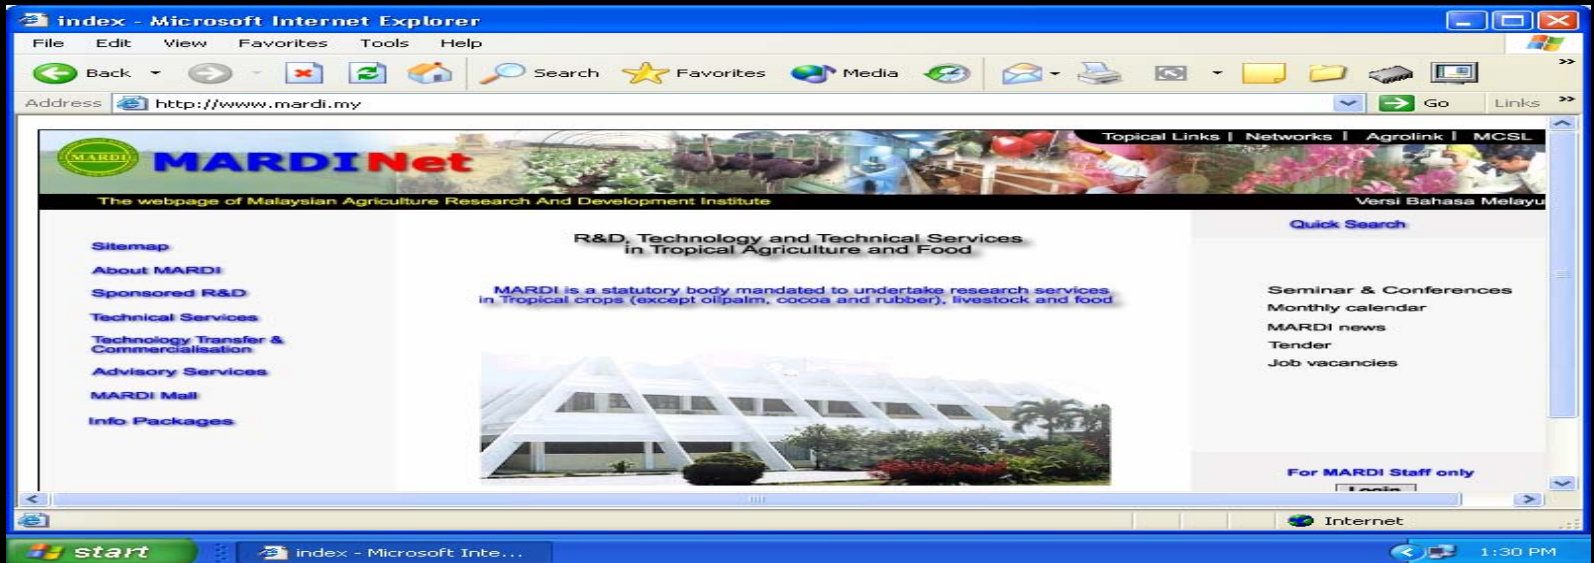 index - Microsoft Internet Explorer
File Edit View Favorites Tools Help
Back Search Favorites Media
Address http://www.mardi.my Go Links
Topical Links | Networks | Agrolink | MCSL
MARDI MARDINet
The webpage of Malaysian Agriculture Research And Development Institute Versi Bahasa Melayu
Sitemap
About MARDI
Sponsored R&D
Technical Services
Technology Transfer &
Commercialisation
Advisory Services
MARDI Mall
Info Packages
R&D, Technology and Technical Services
in Tropical Agriculture and Food
MARDI is a statutory body mandated to undertake research services
in Tropical crops (except oilpalm, cocoa and rubber), livestock and food
Quick Search
Seminar & Conferences
Monthly calendar
MARDI news
Tender
Job vacancies
For MARDI Staff only
Login
Internet
start index - Microsoft Inte... 1:30 PM